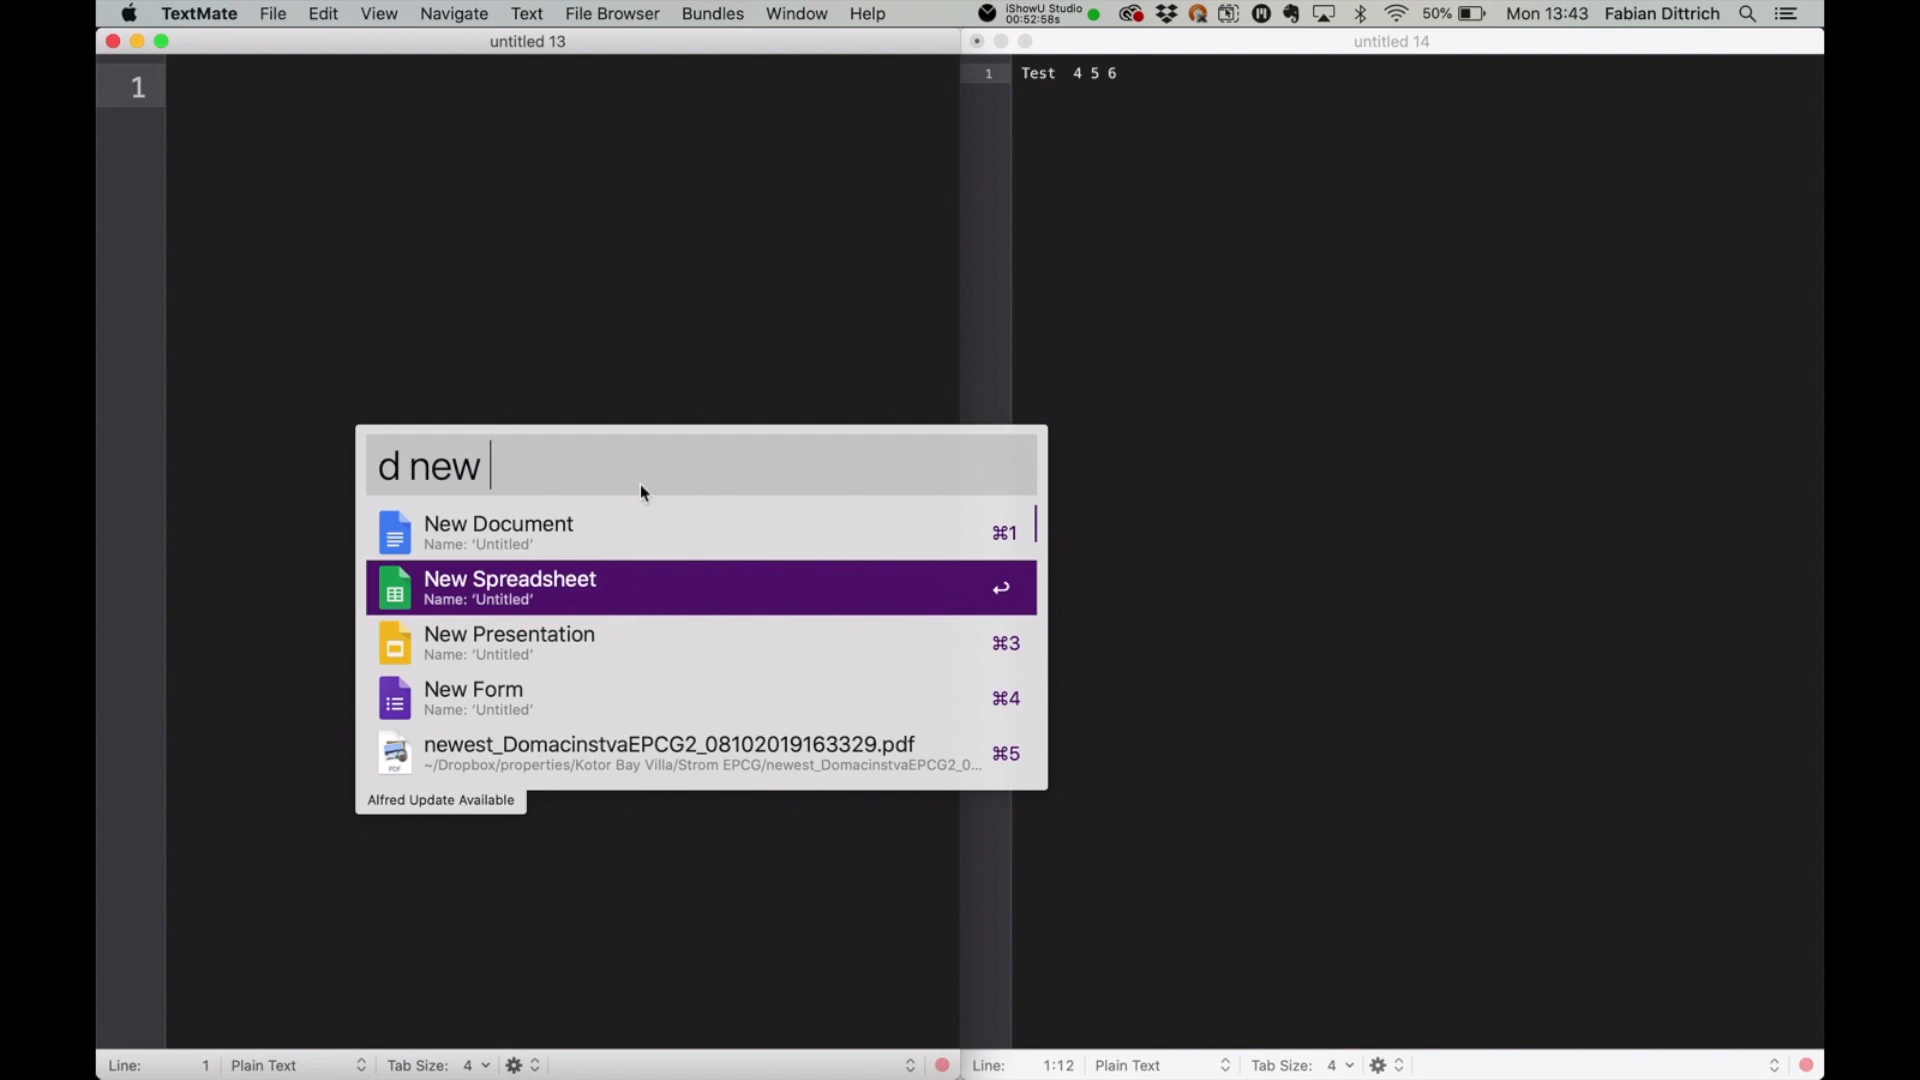 TextMate File Edit View Navigate Text File Browser Bundles Window Help iShowU Studio 00:52:58s 50% Mon 13:43 Fabian Dittrich
untitled 13
untitled 14
1
1 Test 4 5 6
d new
New Document
Name: ‘Untitled’
⌘1
New Spreadsheet
Name: ‘Untitled’
↩
New Presentation
Name: ‘Untitled’
⌘3
New Form
Name: ‘Untitled’
⌘4
newest_DomacinstvaEPCG2_08102019163329.pdf
~/Dropbox/properties/Kotor Bay Villa/Strom EPCG/newest_DomacinstvaEPCG2_0...
⌘5
PDF
Alfred Update Available
Line: 1 Plain Text Tab Size: 4
Line: 1:12 Plain Text Tab Size: 4